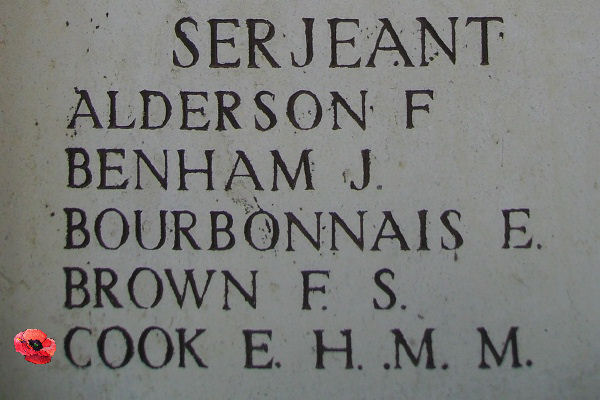 SERJEANT
ALDERSON F
BENHAM J.
BOURBONNAIS E.
BROWN F. S.
COOK E. H. .M. M.